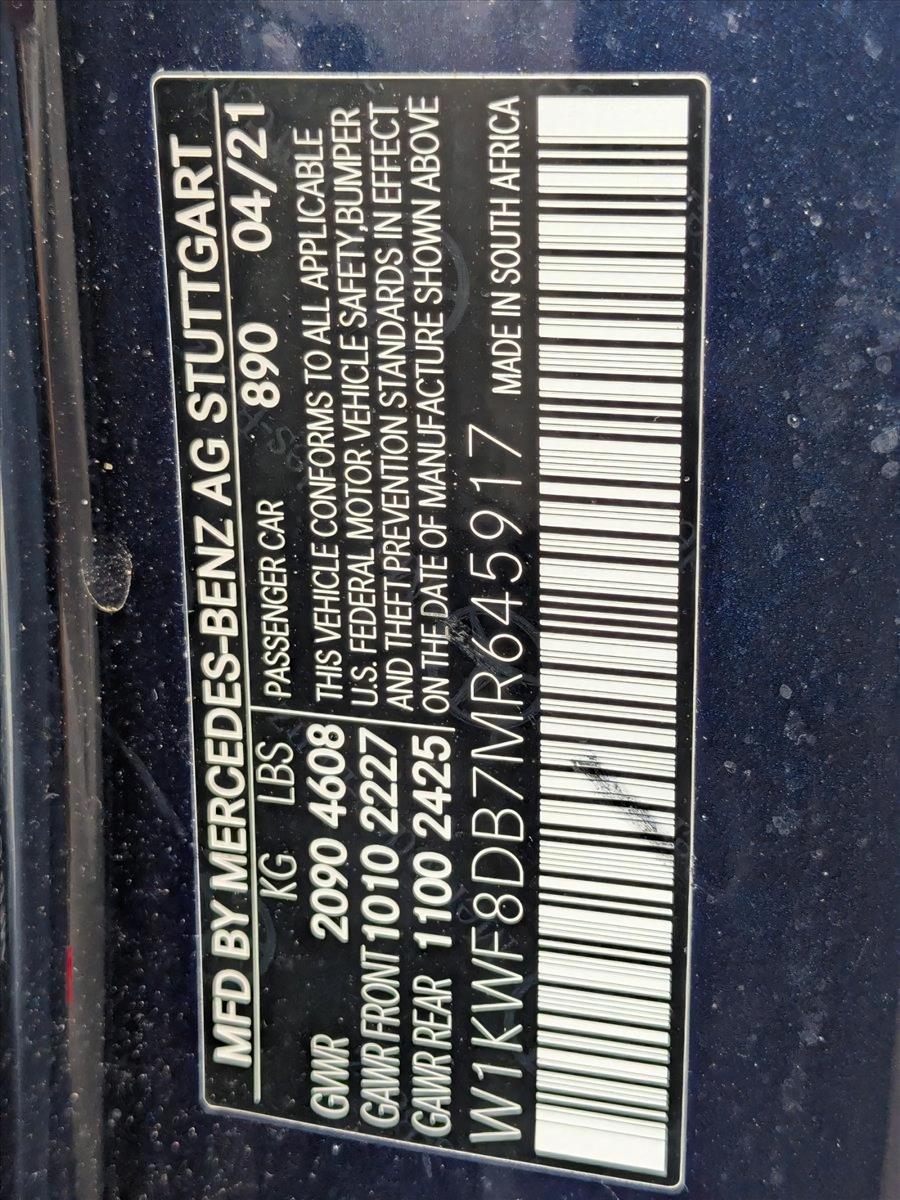 MFD BY MERCEDES-BENZ AG STUTTGART
KG LBS PASSENGER CAR 890 04/21
GVWR 2090 4608
GAWR FRONT 1010 2227
GAWR REAR 1100 2425
THIS VEHICLE CONFORMS TO ALL APPLICABLE
U.S. FEDERAL MOTOR VEHICLE SAFETY,BUMPER
AND THEFT PREVENTION STANDARDS IN EFFECT
ON THE DATE OF MANUFACTURE SHOWN ABOVE
W1KWF8DB7MR645917 MADE IN SOUTH AFRICA